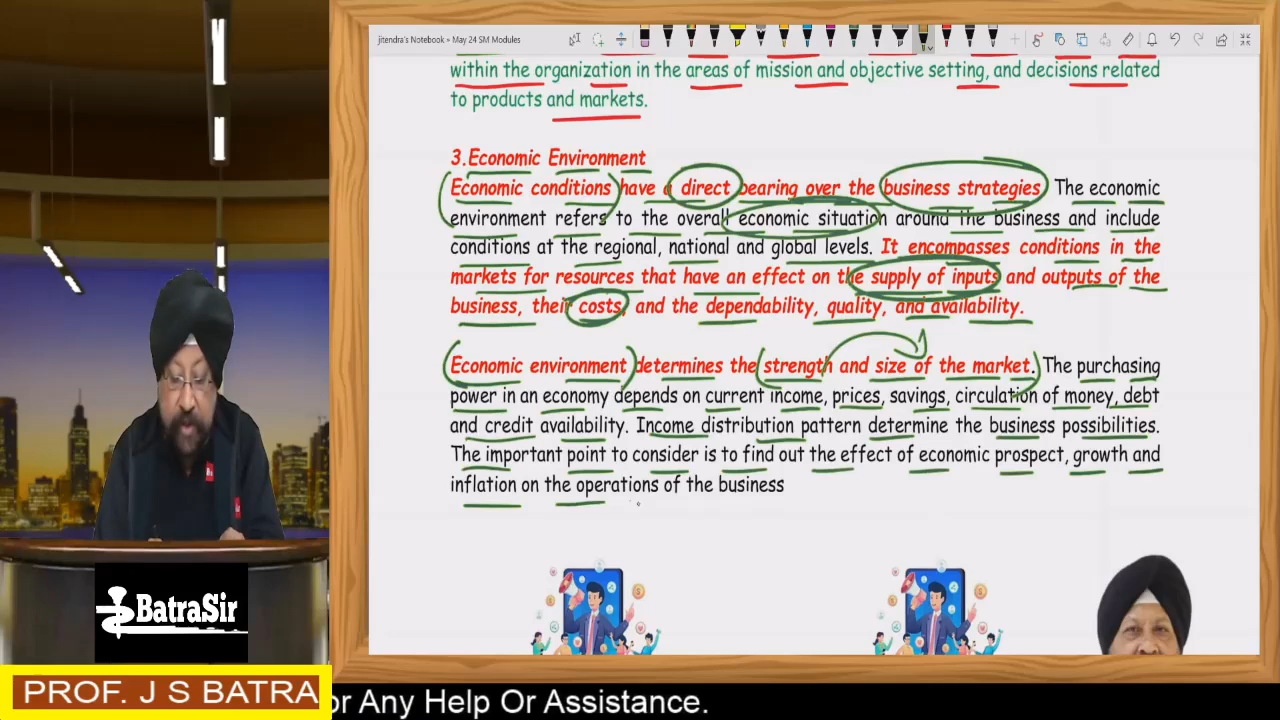 jitendra's Notebook » May 24 SM Modules
within the organization in the areas of mission and objective setting, and decisions related
to products and markets.
3.Economic Environment
Economic conditions have a direct bearing over the business strategies. The economic
environment refers to the overall economic situation around the business and include
conditions at the regional, national and global levels. It encompasses conditions in the
markets for resources that have an effect on the supply of inputs and outputs of the
business, their costs, and the dependability, quality, and availability.
Economic environment determines the strength and size of the market. The purchasing
power in an economy depends on current income, prices, savings, circulation of money, debt
and credit availability. Income distribution pattern determine the business possibilities.
The important point to consider is to find out the effect of economic prospect, growth and
inflation on the operations of the business
BatraSir
PROF. J S BATRA
or Any Help Or Assistance.